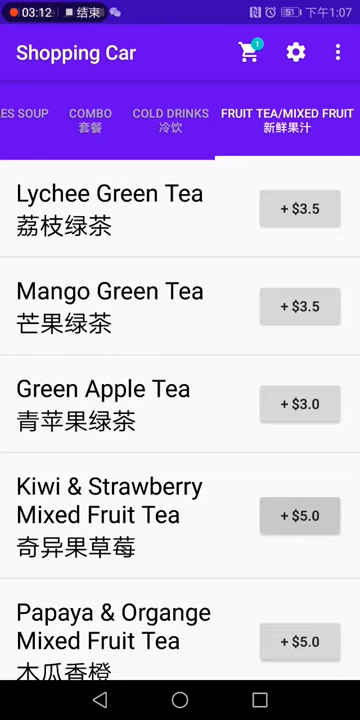 03:12 结束 51 下午1:07
Shopping Car 1
ES SOUP COMBO COLD DRINKS FRUIT TEA/MIXED FRUIT
套餐 冷饮 新鲜果汁
Lychee Green Tea
荔枝绿茶
+ $3.5
Mango Green Tea
芒果绿茶
+ $3.5
Green Apple Tea
青苹果绿茶
+ $3.0
Kiwi & Strawberry
Mixed Fruit Tea
奇异果草莓
+ $5.0
Papaya & Organge
Mixed Fruit Tea
木瓜香橙
+ $5.0